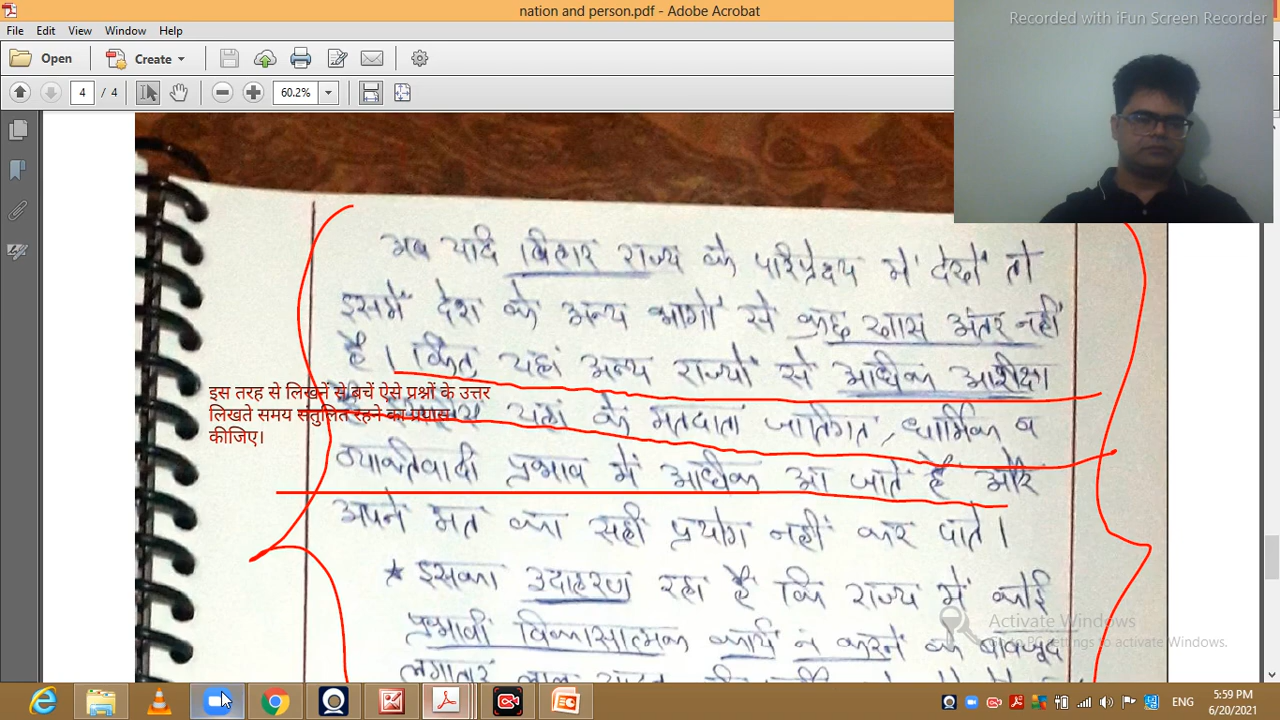 nation and person.pdf - Adobe Acrobat
Recorded with iFun Screen Recorder
File Edit View Window Help
Open Create
4 / 4 60.2%
अब यदि बिहार राज्य के परिप्रेक्ष्य में देखें तो
इसमें देश के अन्य भागों से कुछ खास अंतर नहीं
है। किंतु यहां अन्य राज्यों से अधिक अशिक्षा
इस तरह से लिखनें से बचें ऐसे प्रश्नों के उत्तर
लिखते समय संतुलित रहने का प्रयास
कीजिए।
यहां के मतदाता जातिगत, धार्मिक व
व्यक्तिवादी प्रभाव में अधिक आ जाते हैं और
अपने मत का सही प्रयोग नहीं कर पाते।
* इसका उदाहरण रहा है कि राज्य में कोई
प्रभावी विकासात्मक कार्य न करने के बावजूद
लगातार
Activate Windows
Go to PC settings to activate Windows.
ENG
5:59 PM
6/20/2021